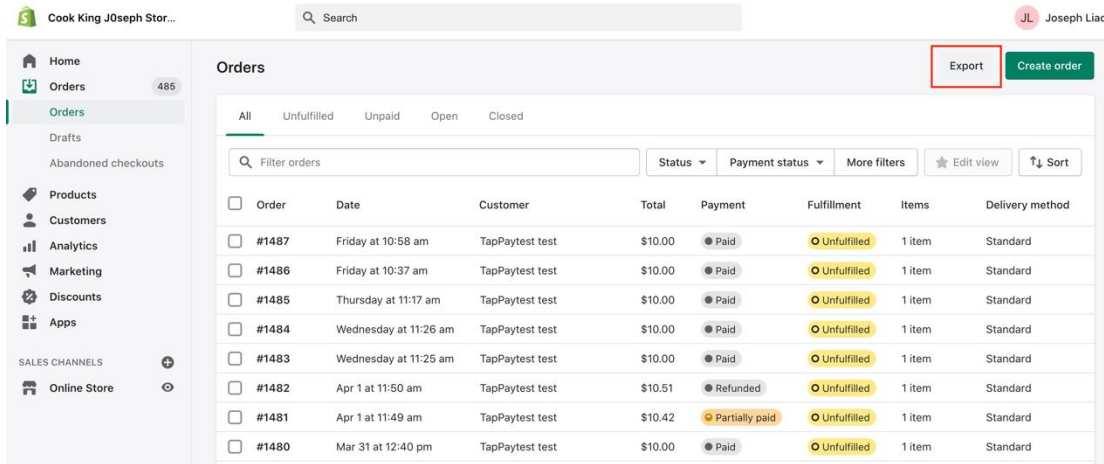 Cook King J0seph Stor...
Search
JL Joseph Liao
Home
Orders 485
Orders
Drafts
Abandoned checkouts
Products
Customers
Analytics
Marketing
Discounts
Apps
SALES CHANNELS
Online Store
Orders
Export Create order
All Unfulfilled Unpaid Open Closed
Filter orders Status Payment status More filters Edit view Sort
Order Date Customer Total Payment Fulfillment Items Delivery method
#1487 Friday at 10:58 am TapPaytest test $10.00 Paid Unfulfilled 1 item Standard
#1486 Friday at 10:37 am TapPaytest test $10.00 Paid Unfulfilled 1 item Standard
#1485 Thursday at 11:17 am TapPaytest test $10.00 Paid Unfulfilled 1 item Standard
#1484 Wednesday at 11:26 am TapPaytest test $10.00 Paid Unfulfilled 1 item Standard
#1483 Wednesday at 11:25 am TapPaytest test $10.00 Paid Unfulfilled 1 item Standard
#1482 Apr 1 at 11:50 am TapPaytest test $10.51 Refunded Unfulfilled 1 item Standard
#1481 Apr 1 at 11:49 am TapPaytest test $10.42 Partially paid Unfulfilled 1 item Standard
#1480 Mar 31 at 12:40 pm TapPaytest test $10.00 Paid Unfulfilled 1 item Standard